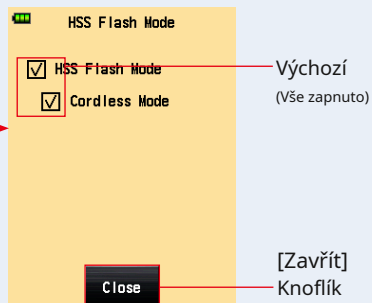 HSS Flash Mode
HSS Flash Mode
Výchozí
Cordless Mode
(Vše zapnuto)
[Zavřít]
Close
Knoflík